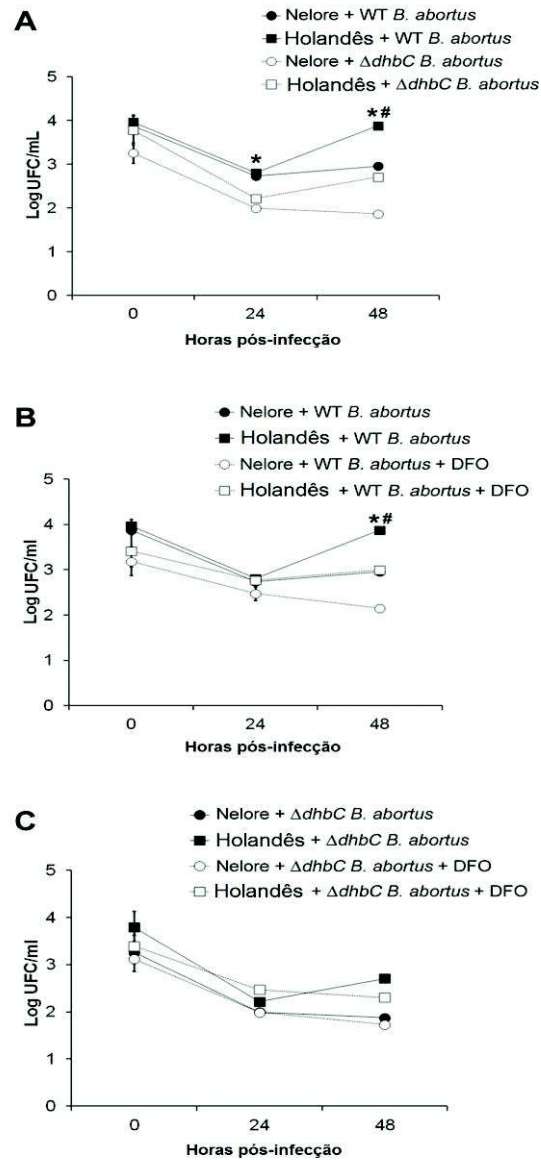 A
Nelore + WT B. abortus
Holandês + WT B. abortus
Nelore + ΔdhbC B. abortus
Holandês + ΔdhbC B. abortus
5
4
3
2
1
0
Log UFC/mL
*
*#
0 24 48
Horas pós-infecção
B
Nelore + WT B. abortus
Holandês + WT B. abortus
Nelore + WT B. abortus + DFO
Holandês + WT B. abortus + DFO
5
4
3
2
1
0
Log UFC/ml
*#
0 24 48
Horas pós-infecção
C
Nelore + ΔdhbC B. abortus
Holandês + ΔdhbC B. abortus
Nelore + ΔdhbC B. abortus + DFO
Holandês + ΔdhbC B. abortus + DFO
5
4
3
2
1
0
Log UFC/ml
0 24 48
Horas pós-infecção